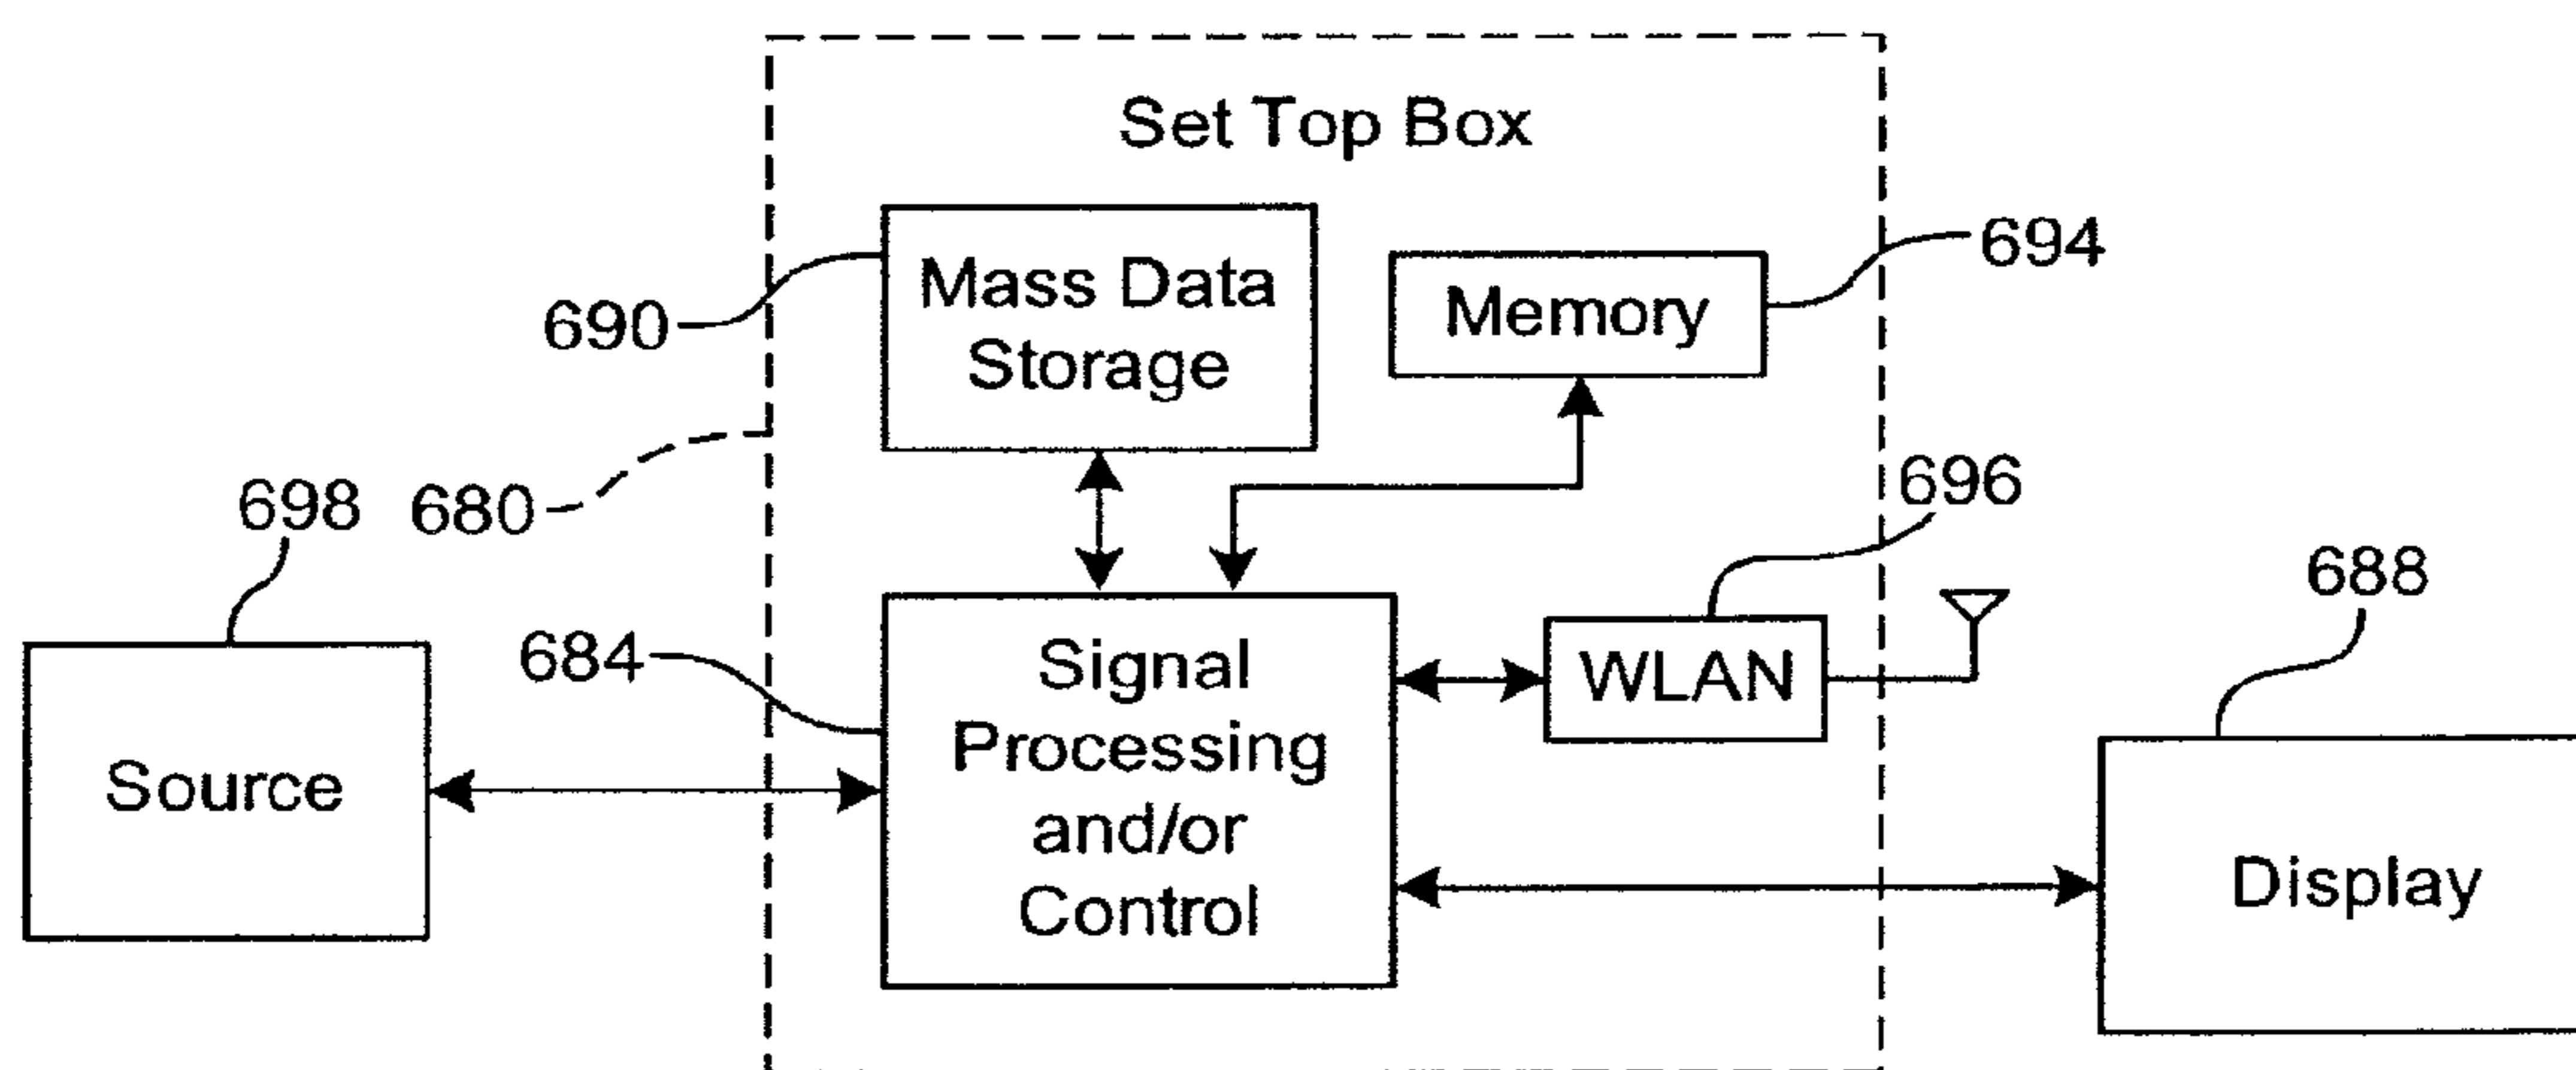 Set Top Box
690
Mass Data
Storage
Memory
694
698
680
696
688
684
Source
Signal
Processing
and/or
Control
WLAN
Display